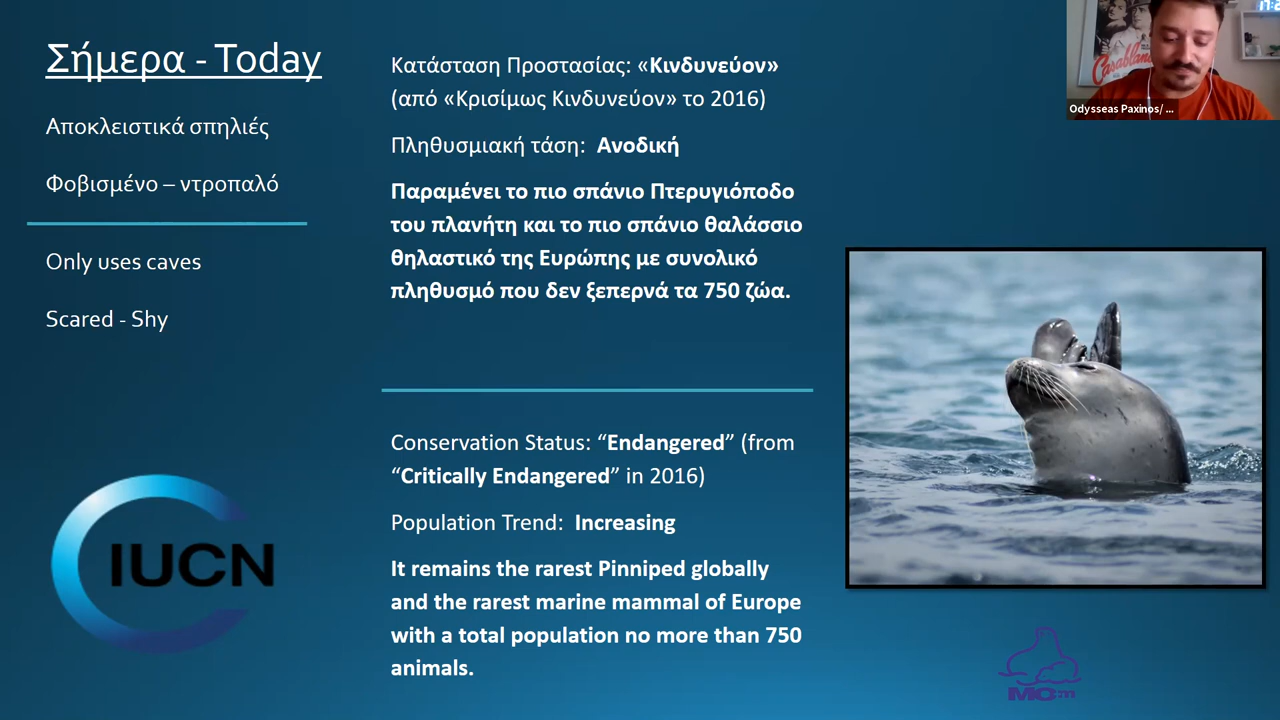 Σήμερα - Today
Αποκλειστικά σπηλιές
Φοβισμένο – ντροπαλό
Only uses caves
Scared - Shy
IUCN
Κατάσταση Προστασίας: «Κινδυνεύον»
(από «Κρισίμως Κινδυνεύον» το 2016)
Πληθυσμιακή τάση: Ανοδική
Παραμένει το πιο σπάνιο Πτερυγιόποδο
του πλανήτη και το πιο σπάνιο θαλάσσιο
θηλαστικό της Ευρώπης με συνολικό
πληθυσμό που δεν ξεπερνά τα 750 ζώα.
Conservation Status: “Endangered” (from
“Critically Endangered” in 2016)
Population Trend: Increasing
It remains the rarest Pinniped globally
and the rarest marine mammal of Europe
with a total population no more than 750
animals.
Casablan
Odysseas Paxinos/ ...